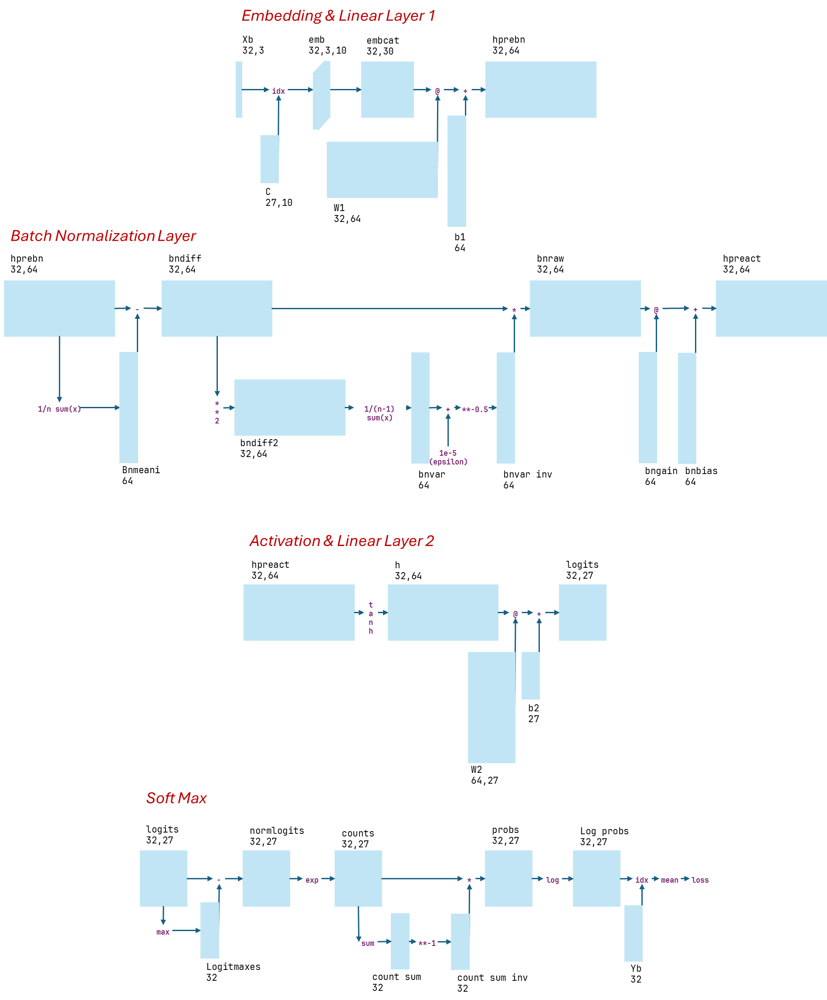 Embedding & Linear Layer 1
Xb
32,3
emb
32,3,10
embcat
32,30
hprebn
32,64
idx
@
+
C
27,10
W1
32,64
b1
64
Batch Normalization Layer
hprebn
32,64
bndiff
32,64
bnraw
32,64
hpreact
32,64
-
*
@
+
1/n sum(x)
*
*
2
1/(n-1)
sum(x)
+
**-0.5
1e-5
(epsilon)
bndiff2
32,64
Bnmeani
64
bnvar
64
bnvar inv
64
bngain
64
bnbias
64
Activation & Linear Layer 2
hpreact
32,64
h
32,64
logits
32,27
t
a
n
h
@
+
b2
27
W2
64,27
Soft Max
logits
32,27
normlogits
32,27
counts
32,27
probs
32,27
Log probs
32,27
-
exp
*
log
idx
mean
loss
max
sum
**-1
Logitmaxes
32
count sum
32
count sum inv
32
Yb
32